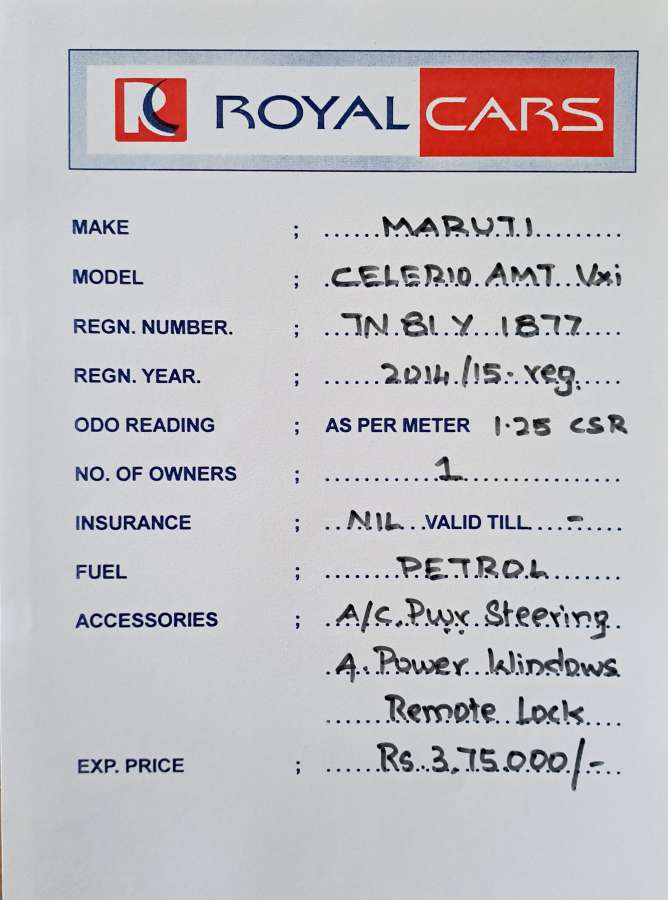 ROYAL CARS
MAKE ; MARUTI
MODEL ; CELERIO AMT Vxi
REGN. NUMBER. ; TN 81 Y 1877
REGN. YEAR. ; 2014/15. reg.
ODO READING ; AS PER METER 1.25 CSR
NO. OF OWNERS ; 1
INSURANCE ; NIL VALID TILL -
FUEL ; PETROL
ACCESSORIES ; A/C, Pwr. Steering
4. Power Windows
Remote Lock
EXP. PRICE ; Rs. 3,75,000/-